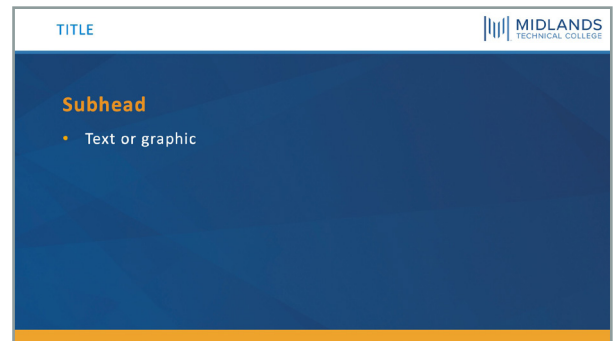 TITLE
MIDLANDS
TECHNICAL COLLEGE
Subhead
• Text or graphic